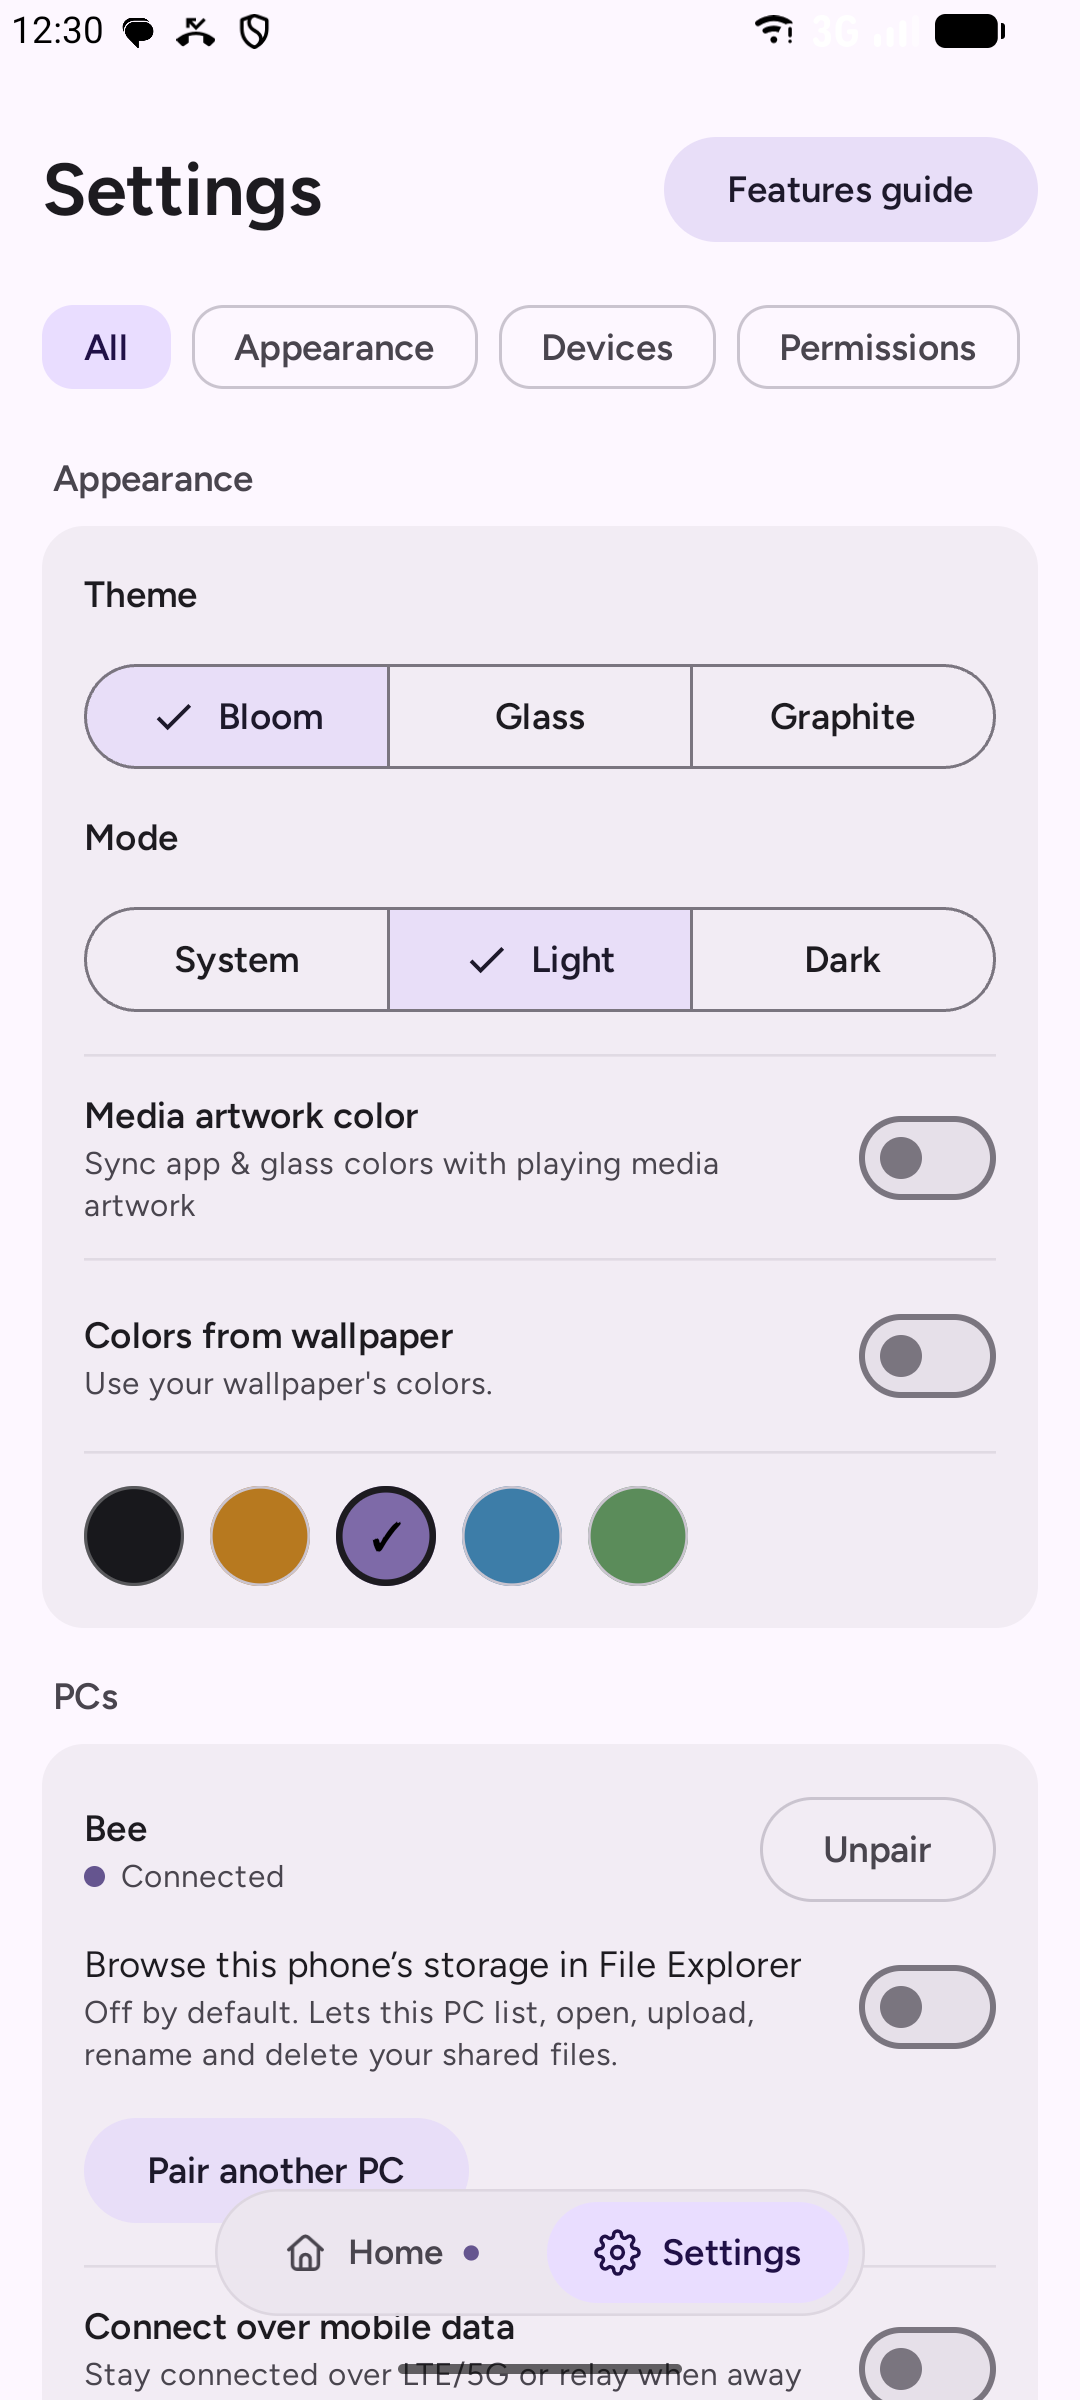 12:30
3G
Settings
Features guide
All
Appearance
Devices
Permissions
Appearance
Theme
Bloom
Glass
Graphite
Mode
System
Light
Dark
Media artwork color
Sync app & glass colors with playing media
artwork
Colors from wallpaper
Use your wallpaper's colors.
PCs
Bee
Connected
Unpair
Browse this phone’s storage in File Explorer
Off by default. Lets this PC list, open, upload,
rename and delete your shared files.
Pair another PC
Home
Settings
Connect over mobile data
Stay connected over LTE/5G or relay when away